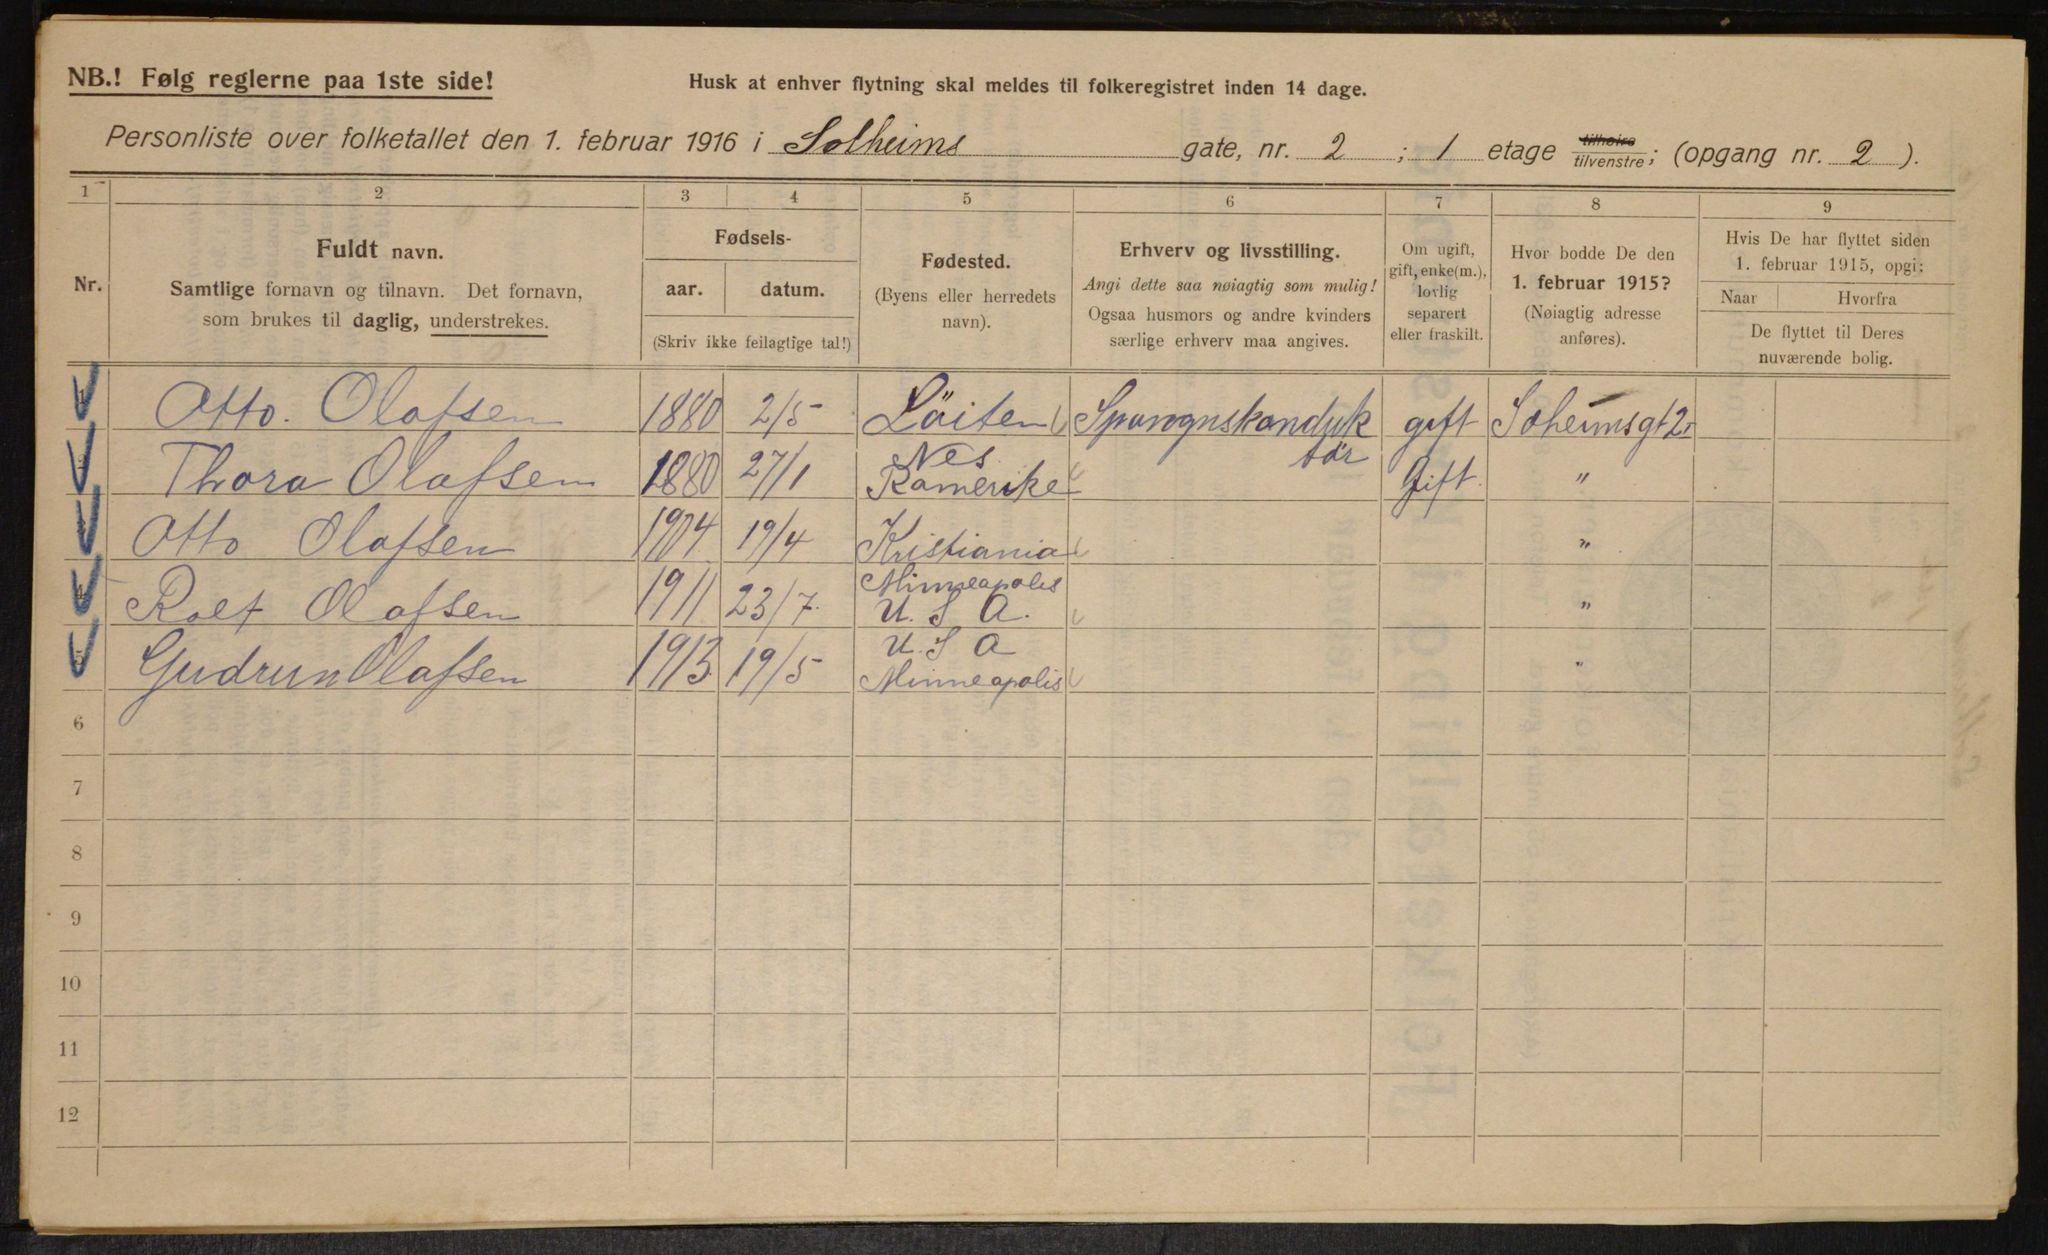 NB.! Følg reglerne paa 1ste side!
Husk at enhver flytning skal meldes til folkeregistret inden 14 dage.
Personliste over folketallet den 1. februar 1916 i Solheims gate, nr. 2 ; 1 etage tilhoire tilvenstre; (opgang nr. 2 ).
1 2 3 4 5 6 7 8 9
Nr.
Fuldt navn.
Samtlige fornavn og tilnavn. Det fornavn,
som brukes til daglig, understrekes.
Fødsels-
aar. datum.
(Skriv ikke feilagtige tal!)
Fødested.
(Byens eller herredets
navn).
Erhverv og livsstilling.
Angi dette saa nøiagtig som mulig!
Ogsaa husmors og andre kvinders
særlige erhverv maa angives.
Om ugift,
gift, enke(m.),
lovlig
separert
eller fraskilt.
Hvor bodde De den
1. februar 1915?
(Nøiagtig adresse
anføres).
Hvis De har flyttet siden
1. februar 1915, opgi:
Naar Hvorfra
De flyttet til Deres
nuværende bolig.
Otto. Olafsen 1880 2/5 Löiten Sporvognskonduk gift Soheimsgt 2
tör
Nes
Thora Olafsen 1880 27/1 Romerike Gift "
Otto Olafsen 1904 19/4 Kristiania "
Minneapolis
Rolf Olafsen 1911 23/7. U. S A. "
U. S A
Gudrun Olafsen 1913 19/5 Minneapolis "
6
7
8
9
10
11
12